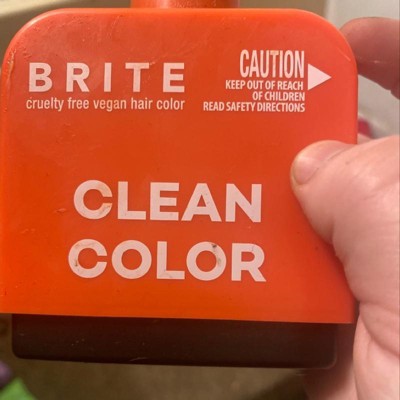 BRITE
cruelty free vegan hair color
CAUTION
KEEP OUT OF REACH
OF CHILDREN
READ SAFETY DIRECTIONS
CLEAN
COLOR